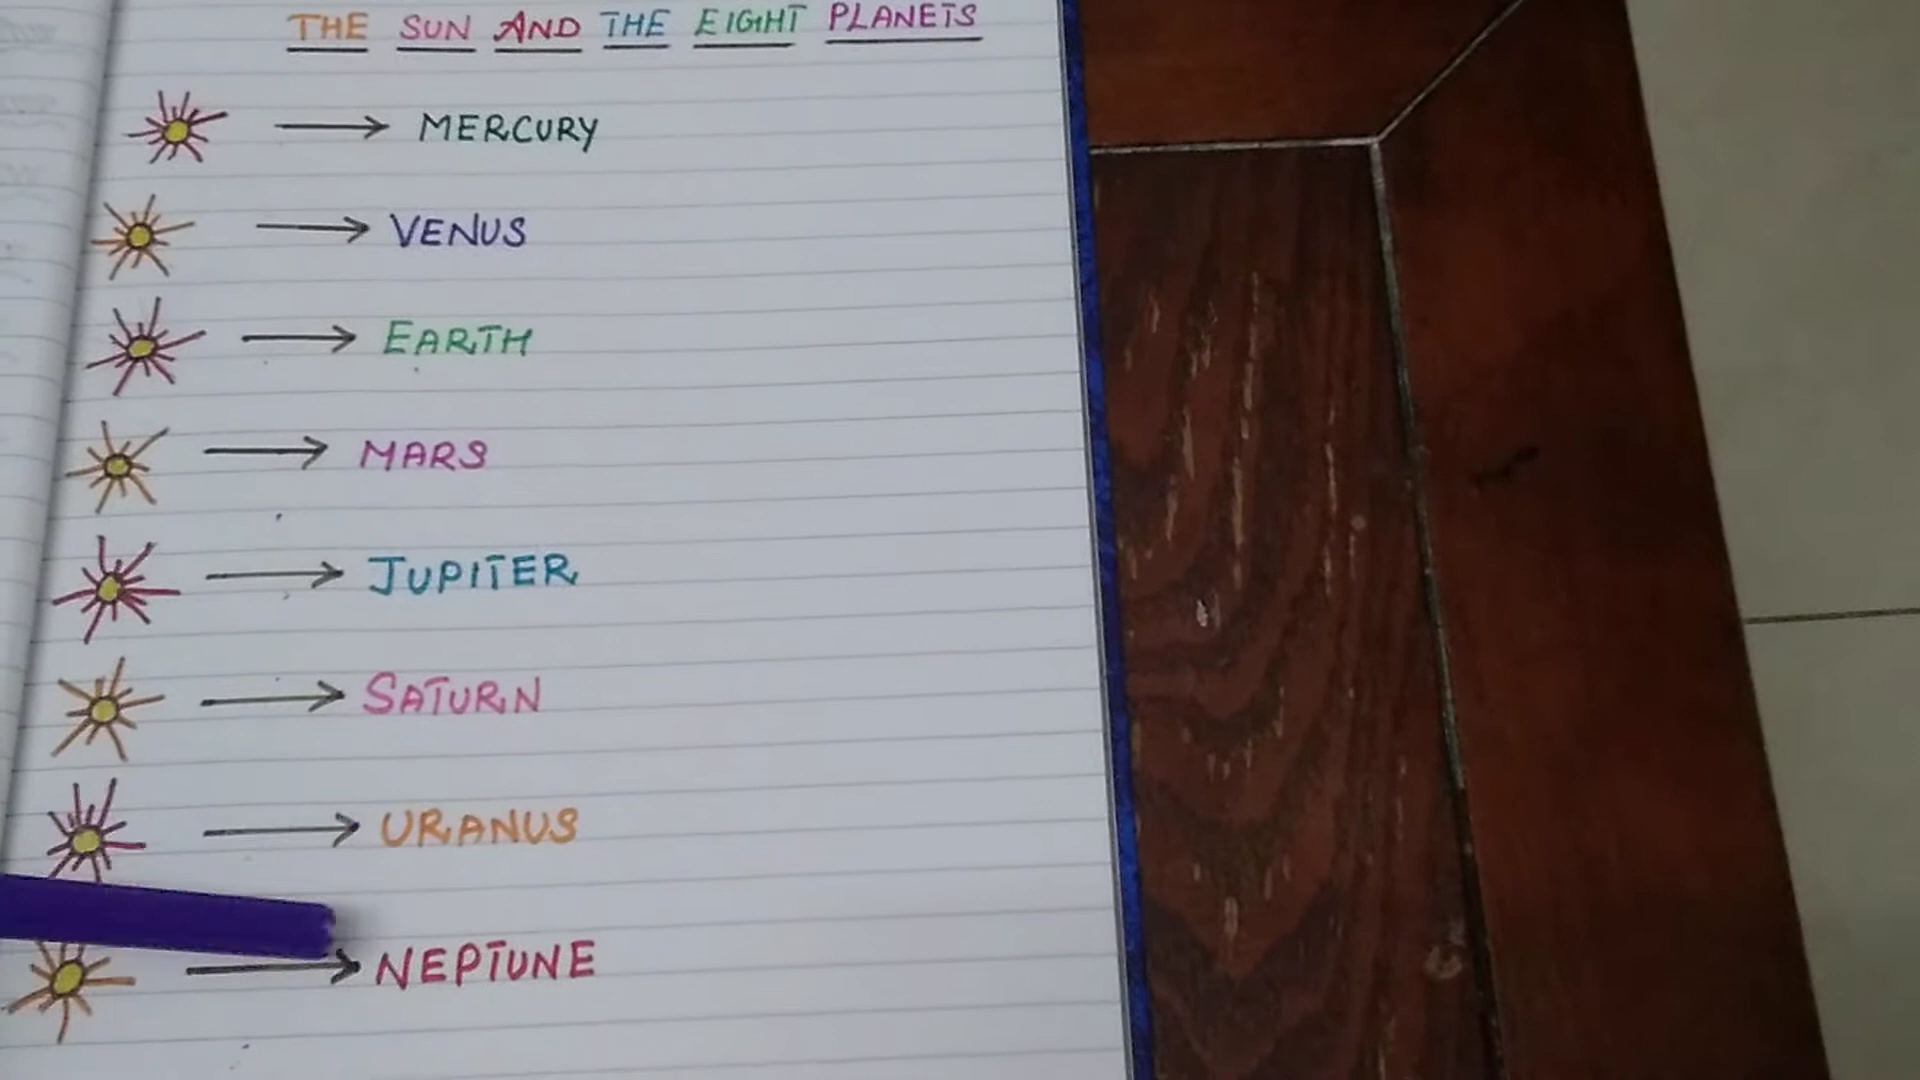 THE SUN AND THE EIGHT PLANETS
MERCURY
VENUS
EARTH
MARS
JUPITER
SATURN
URANUS
NEPTUNE